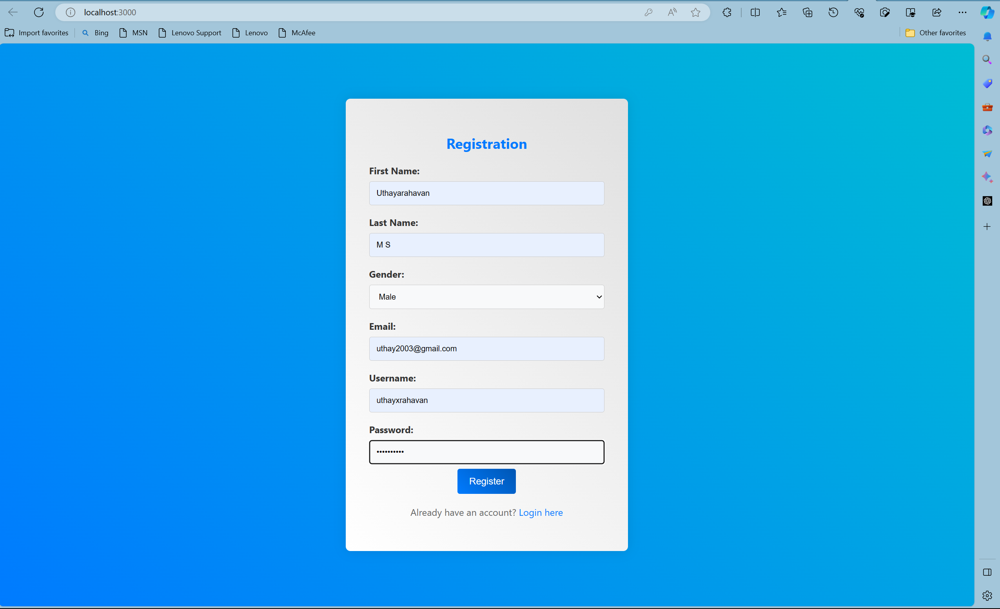 localhost:3000
Import favorites Bing MSN Lenovo Support Lenovo McAfee Other favorites
Registration
First Name:
Uthayarahavan
Last Name:
M S
Gender:
Male
Email:
uthay2003@gmail.com
Username:
uthayxrahavan
Password:
••••••••••
Register
Already have an account? Login here